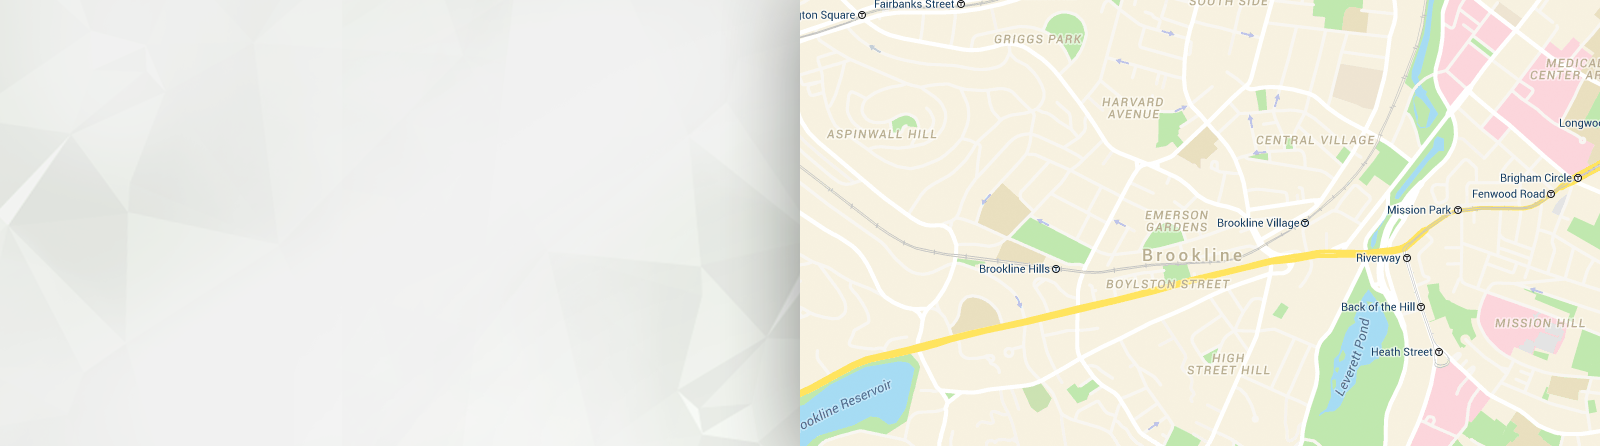 Fairbanks Street
gton Square
SOUTH SIDE
GRIGGS PARK
MEDICAL
CENTER AR
HARVARD
AVENUE
ASPINWALL HILL
CENTRAL VILLAGE
Longwoo
Brigham Circle
Fenwood Road
Mission Park
EMERSON
GARDENS
Brookline Village
Brookline
Riverway
Brookline Hills
BOYLSTON STREET
Back of the Hill
MISSION HILL
Leverett Pond
Heath Street
HIGH
STREET HILL
ookline Reservoir